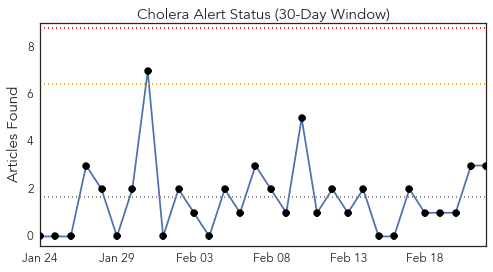 Cholera Alert Status (30-Day Window)
Articles Found
8
6
4
2
0
Jan 24
Jan 29
Feb 03
Feb 08
Feb 13
Feb 18